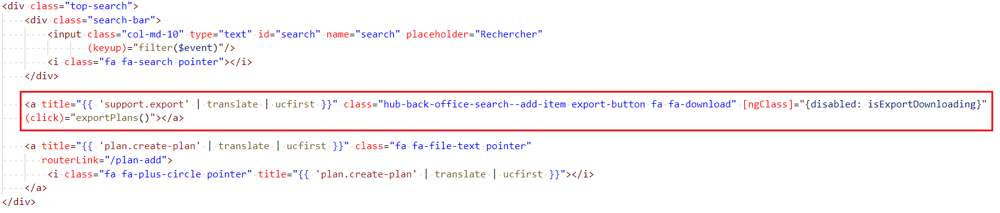 <div class="top-search">
<div class="search-bar">
<input class="col-md-10" type="text" id="search" name="search" placeholder="Rechercher"
(keyup)="filter($event)"/>
<i class="fa fa-search pointer"></i>
</div>
<a title="{{ 'support.export' | translate | ucfirst }}" class="hub-back-office-search--add-item export-button fa fa-download" [ngClass]="{disabled: isExportDownloading}"
(click)="exportPlans()"></a>
<a title="{{ 'plan.create-plan' | translate | ucfirst }}" class="fa fa-file-text pointer"
routerLink="/plan-add">
<i class="fa fa-plus-circle pointer" title="{{ 'plan.create-plan' | translate | ucfirst }}"></i>
</a>
</div>